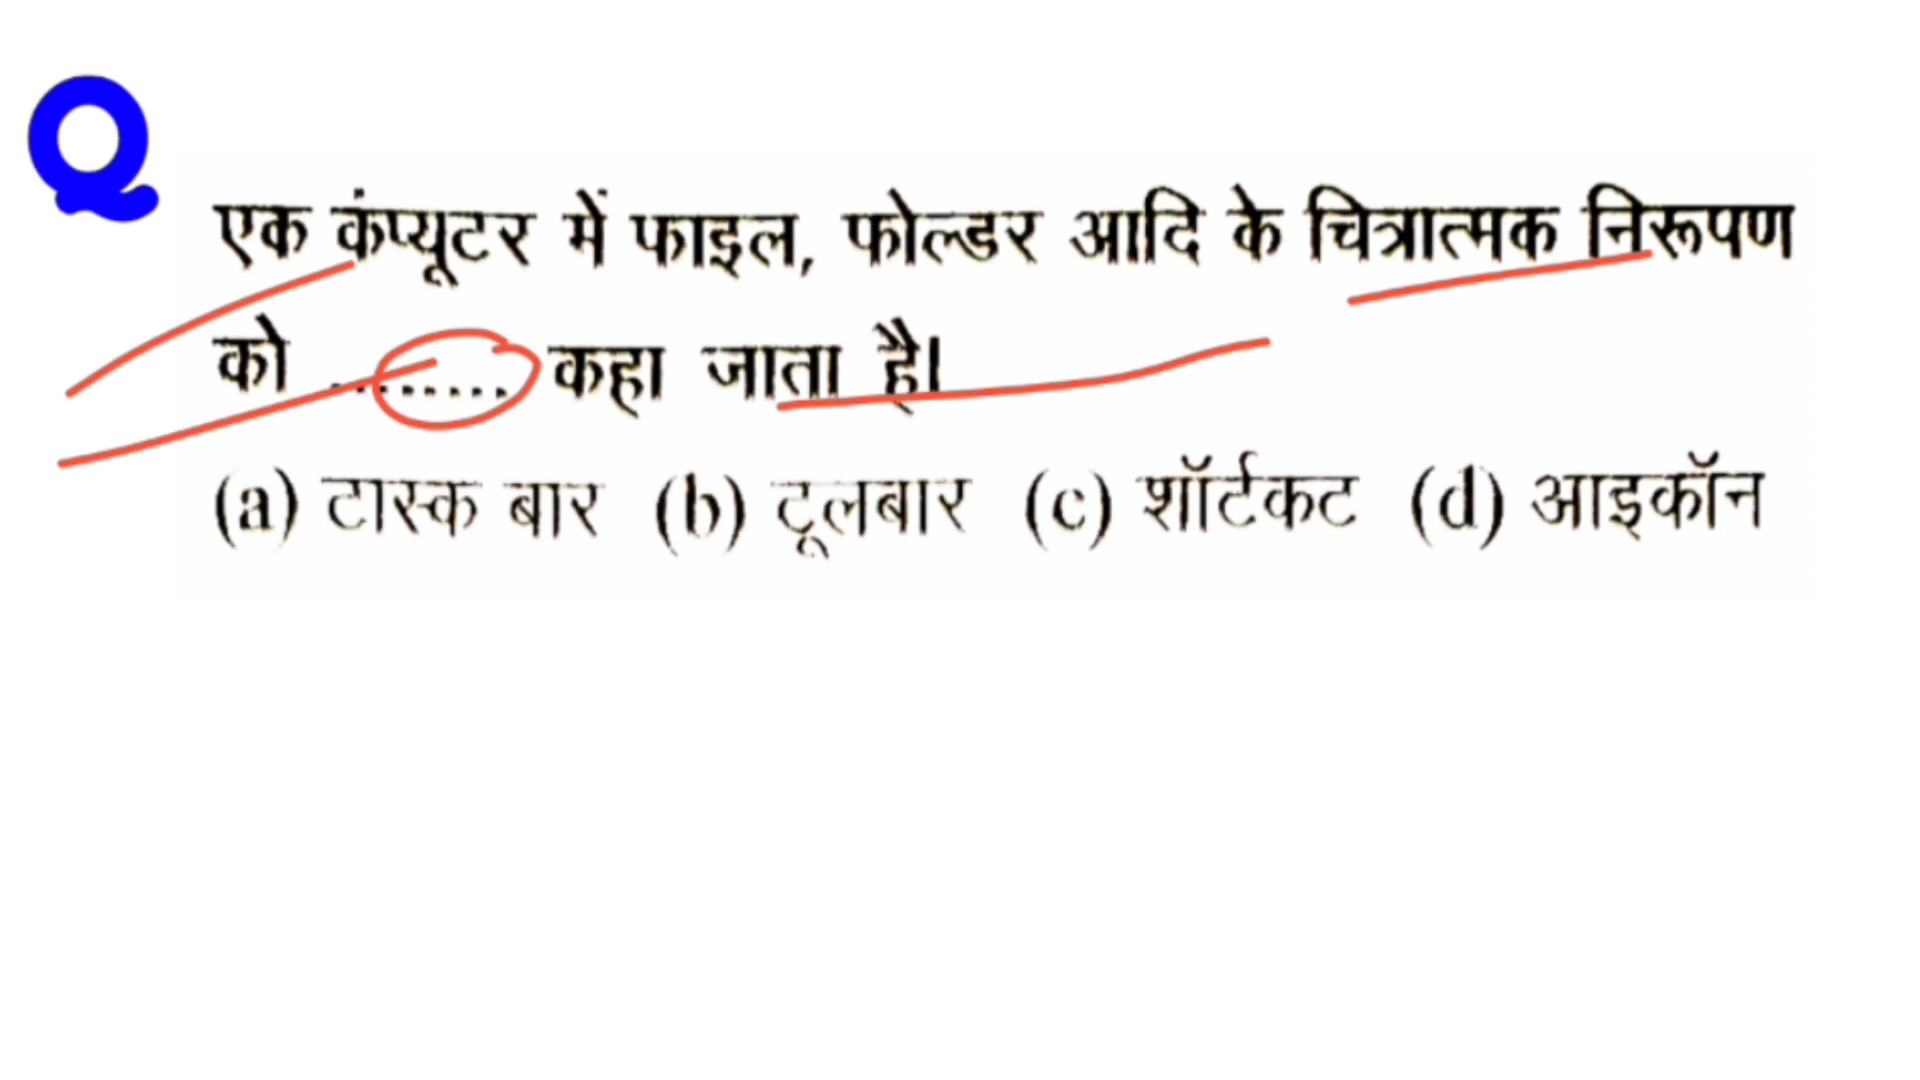 Q
एक कंप्यूटर में फाइल, फोल्डर आदि के चित्रात्मक निरूपण
को ........ कहा जाता है।
(a) टास्क बार (b) टूलबार (c) शॉर्टकट (d) आइकॉन